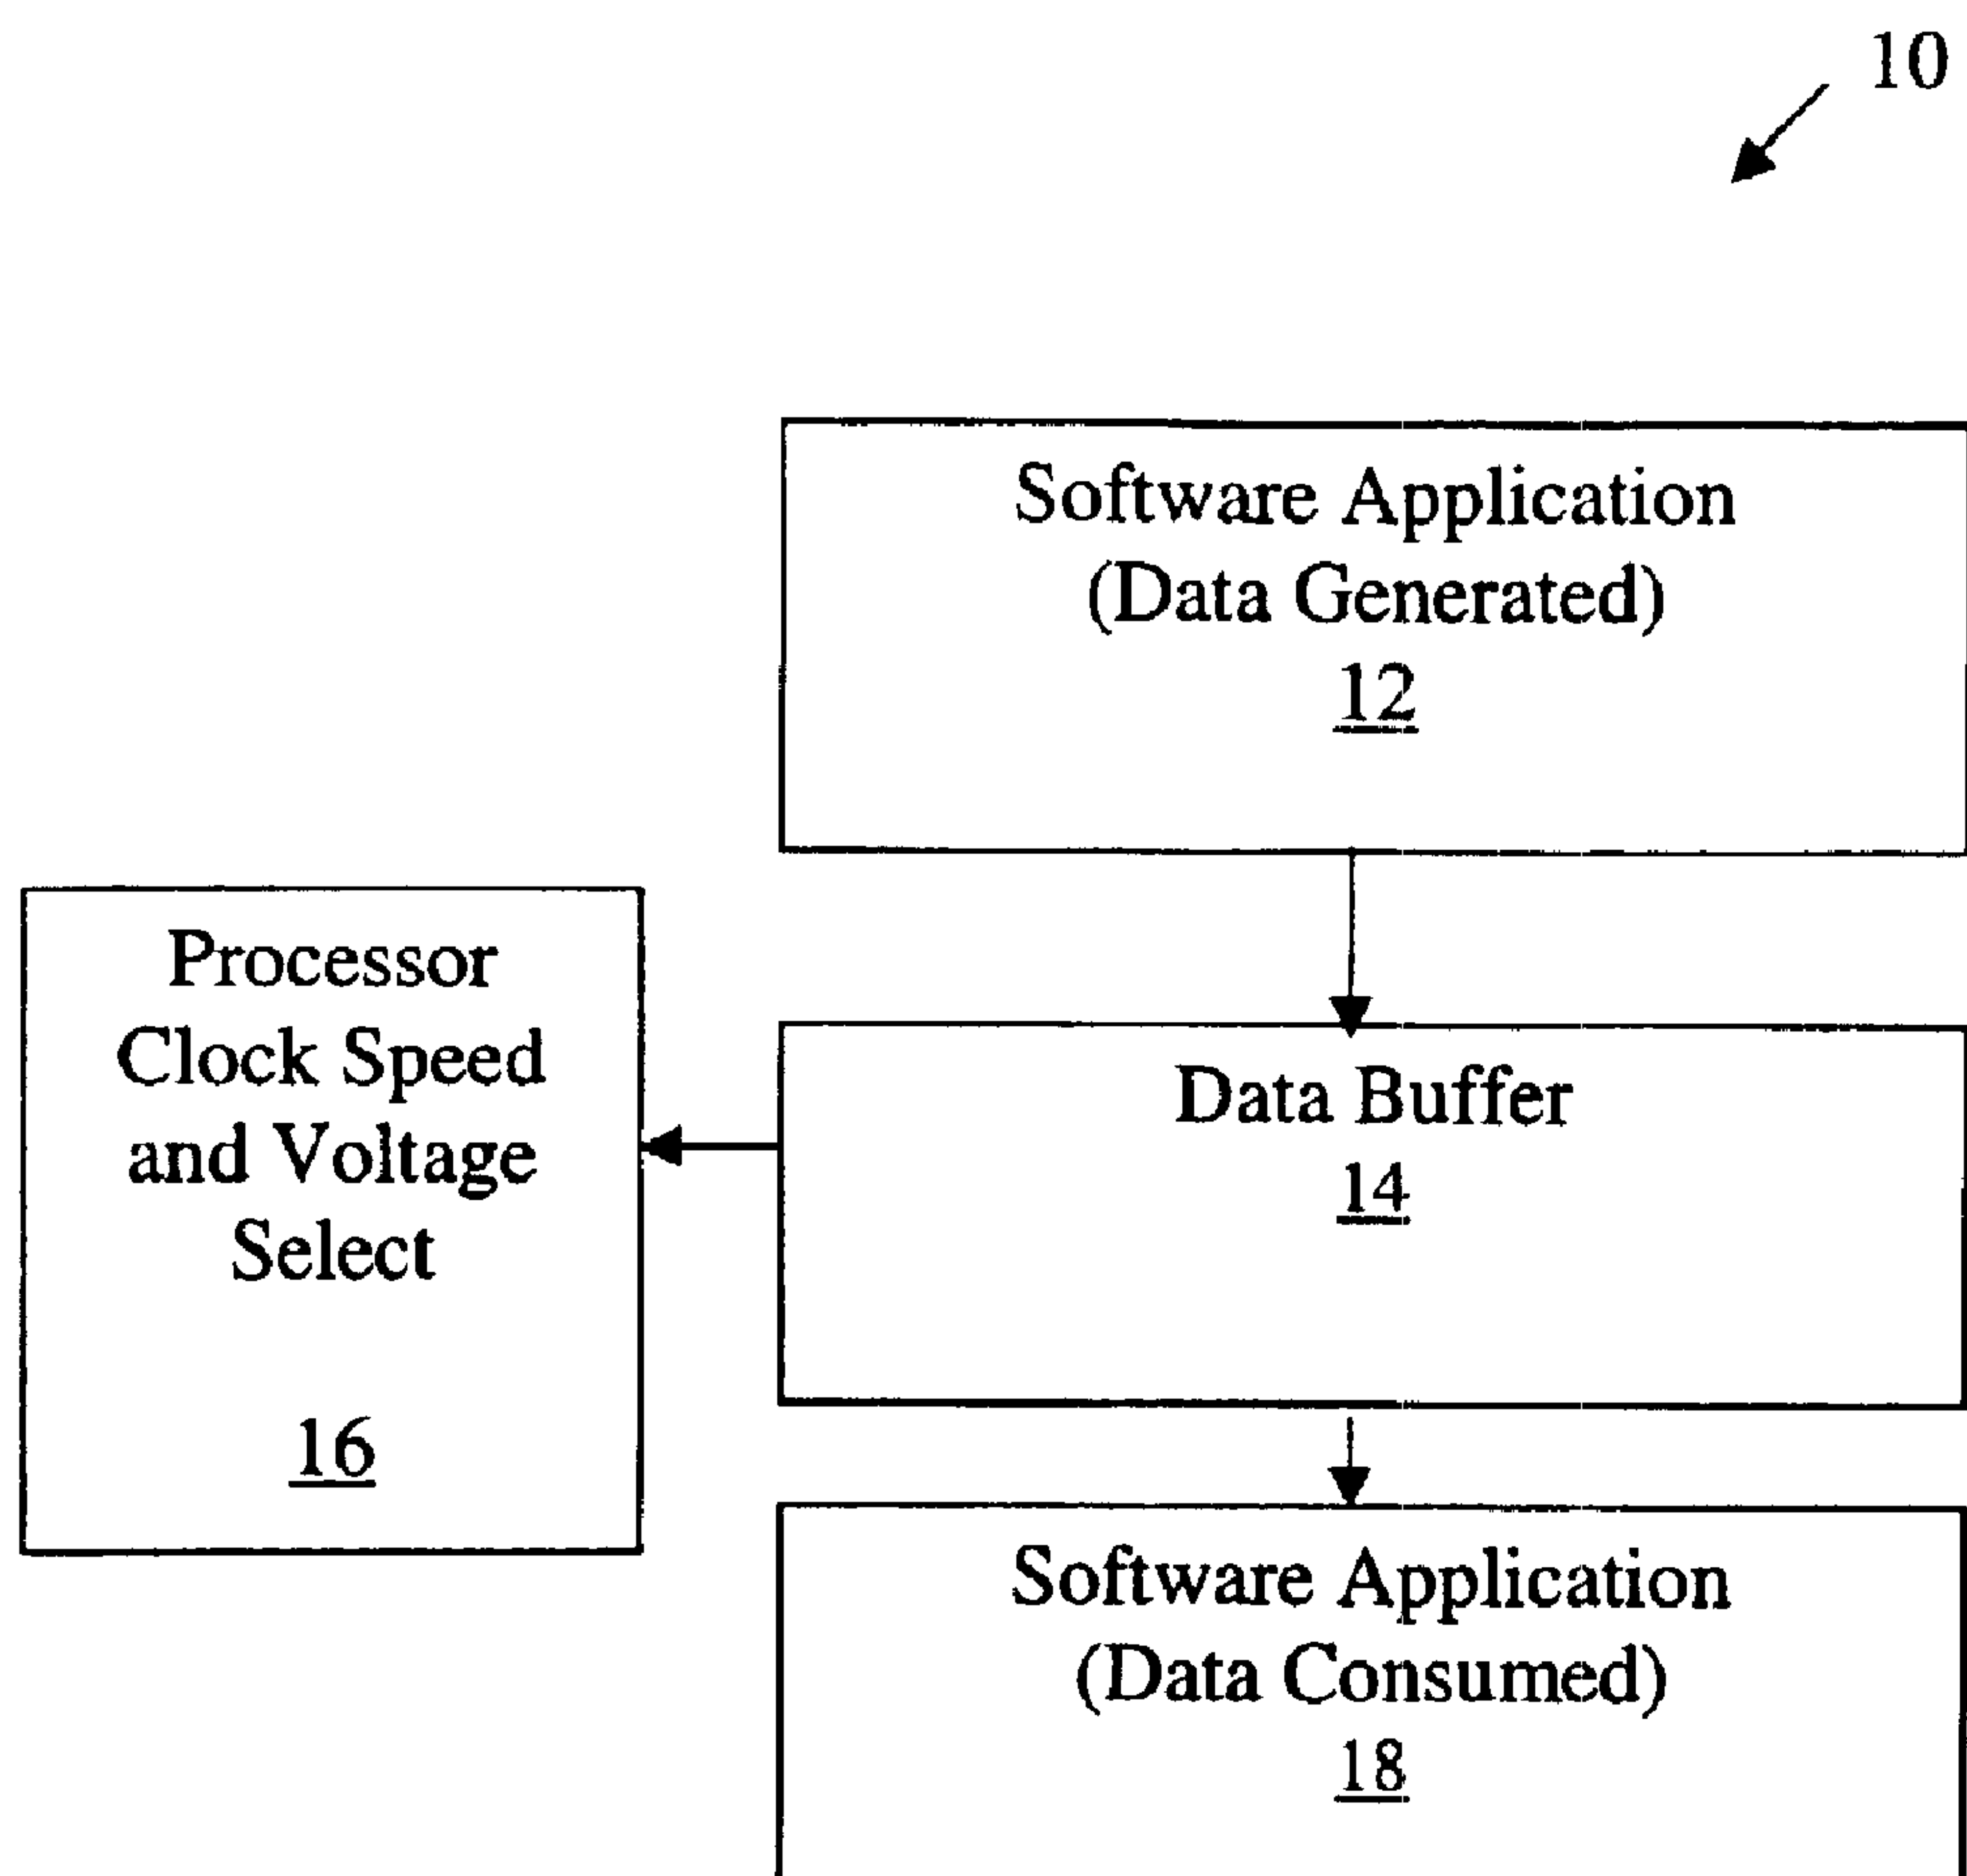 10
Software Application
(Data Generated)
12
Processor
Clock Speed
and Voltage
Select
16
Data Buffer
14
Software Application
(Data Consumed)
18